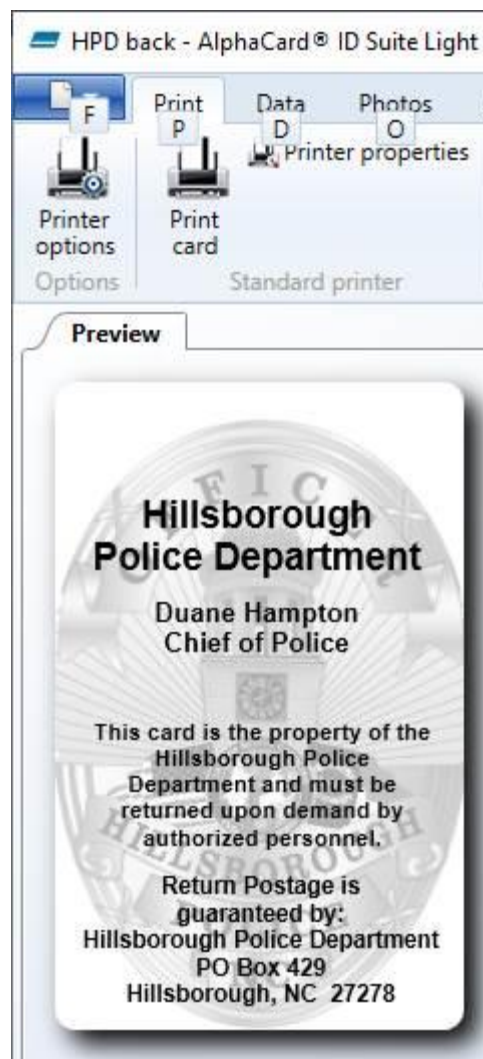 HPD back - AlphaCard® ID Suite Light
F
Print
Data
Photos
P
D
O
Printer properties
Printer options
Print card
Options
Standard printer
Preview
OFFICER
Hillsborough
Police Department
Duane Hampton
Chief of Police
This card is the property of the
Hillsborough Police
Department and must be
returned upon demand by
authorized personnel.
HILLSBOROUGH
POLICE
N.C.
Return Postage is
guaranteed by:
Hillsborough Police Department
PO Box 429
Hillsborough, NC 27278